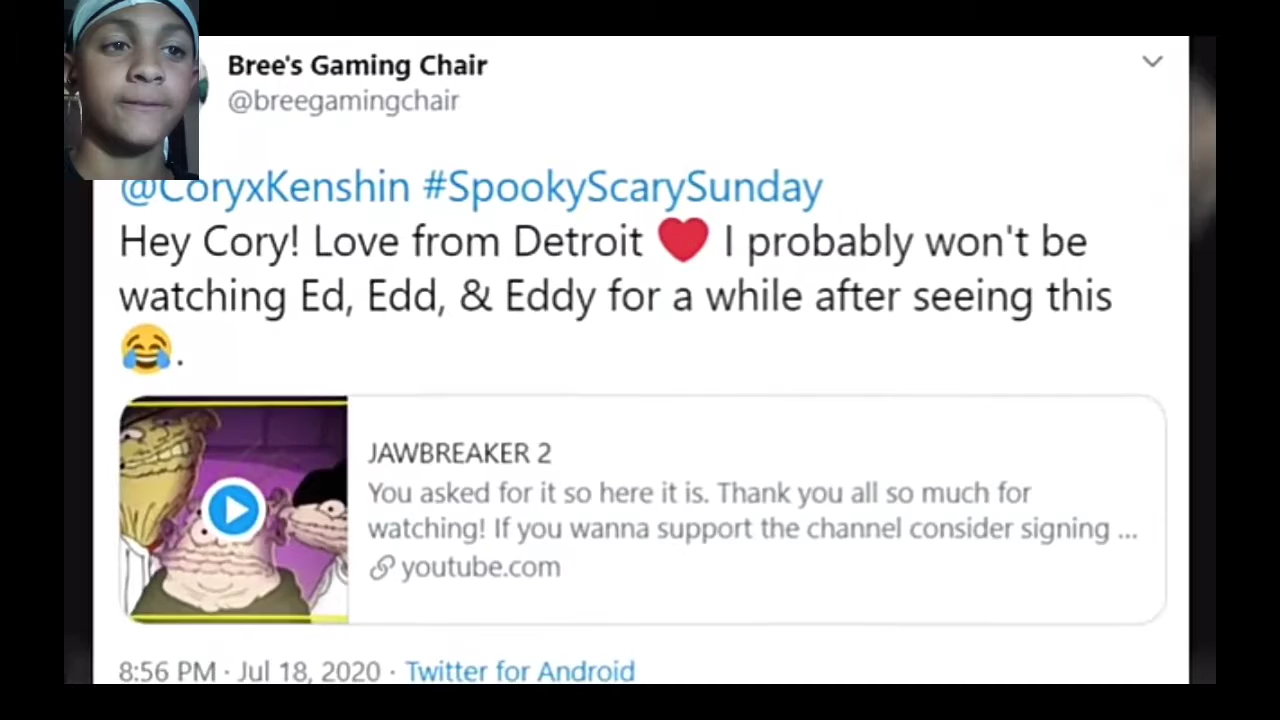 Bree's Gaming Chair
@breegamingchair
@CoryxKenshin #SpookyScarySunday
Hey Cory! Love from Detroit ❤️ I probably won't be
watching Ed, Edd, & Eddy for a while after seeing this
😂.
JAWBREAKER 2
You asked for it so here it is. Thank you all so much for
watching! If you wanna support the channel consider signing ...
youtube.com
8:56 PM · Jul 18, 2020 · Twitter for Android